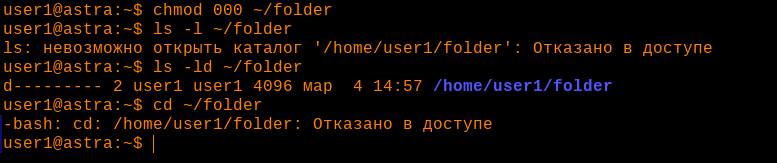 user1@astra:~$ chmod 000 ~/folder
user1@astra:~$ ls -l ~/folder
ls: невозможно открыть каталог '/home/user1/folder': Отказано в доступе
user1@astra:~$ ls -ld ~/folder
d--------- 2 user1 user1 4096 мар  4 14:57 /home/user1/folder
user1@astra:~$ cd ~/folder
-bash: cd: /home/user1/folder: Отказано в доступе
user1@astra:~$